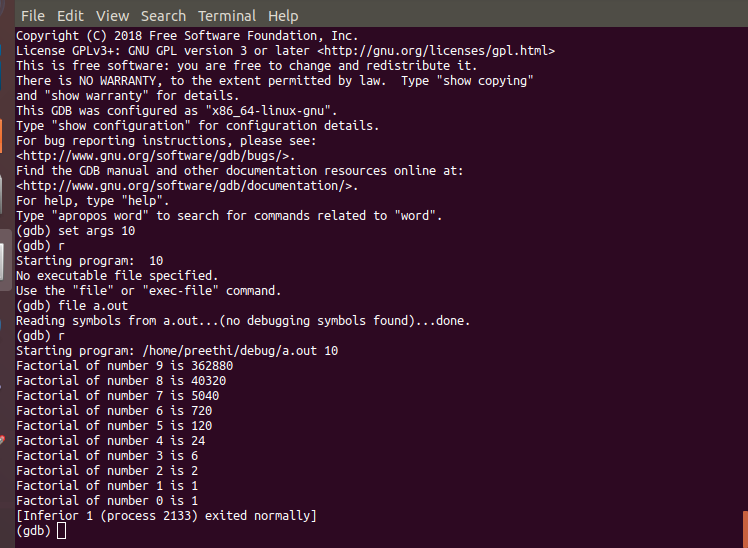 File Edit View Search Terminal Help
Copyright (C) 2018 Free Software Foundation, Inc.
License GPLv3+: GNU GPL version 3 or later <http://gnu.org/licenses/gpl.html>
This is free software: you are free to change and redistribute it.
There is NO WARRANTY, to the extent permitted by law.  Type "show copying"
and "show warranty" for details.
This GDB was configured as "x86_64-linux-gnu".
Type "show configuration" for configuration details.
For bug reporting instructions, please see:
<http://www.gnu.org/software/gdb/bugs/>.
Find the GDB manual and other documentation resources online at:
<http://www.gnu.org/software/gdb/documentation/>.
For help, type "help".
Type "apropos word" to search for commands related to "word".
(gdb) set args 10
(gdb) r
Starting program:  10
No executable file specified.
Use the "file" or "exec-file" command.
(gdb) file a.out
Reading symbols from a.out...(no debugging symbols found)...done.
(gdb) r
Starting program: /home/preethi/debug/a.out 10
Factorial of number 9 is 362880
Factorial of number 8 is 40320
Factorial of number 7 is 5040
Factorial of number 6 is 720
Factorial of number 5 is 120
Factorial of number 4 is 24
Factorial of number 3 is 6
Factorial of number 2 is 2
Factorial of number 1 is 1
Factorial of number 0 is 1
[Inferior 1 (process 2133) exited normally]
(gdb)